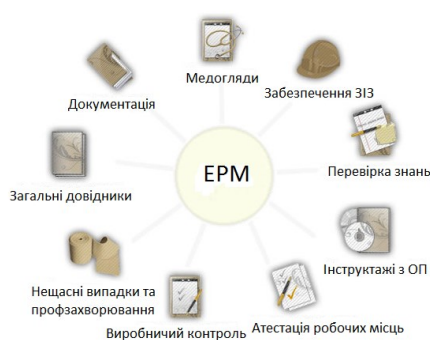 Медогляди
Забезпечення ЗІЗ
Документація
ЕРМ
Перевірка знань
Загальні довідники
Інструктажі з ОП
Нещасні випадки та
профзахворювання
Виробничий контроль
Атестація робочих місць